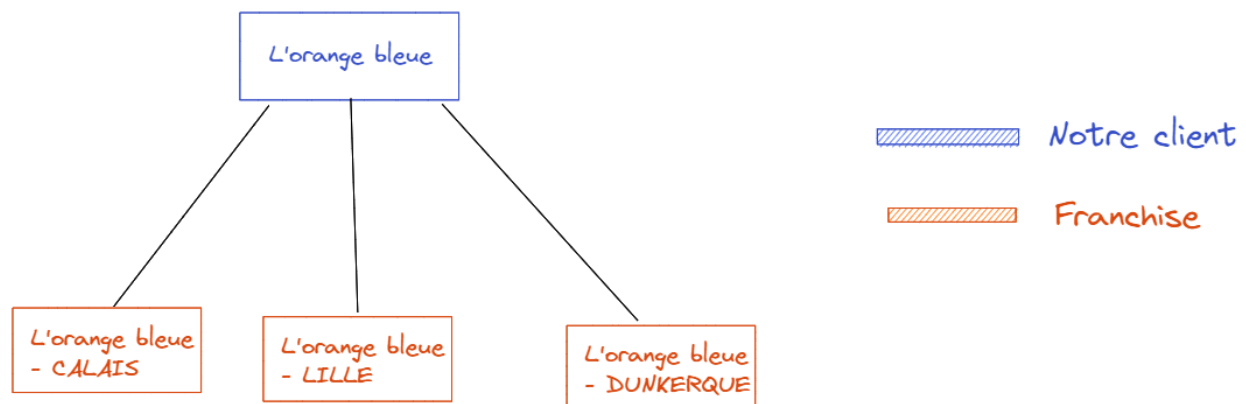 L'orange bleue
Notre client
Franchise
L'orange bleue
- CALAIS
L'orange bleue
- LILLE
L'orange bleue
- DUNKERQUE